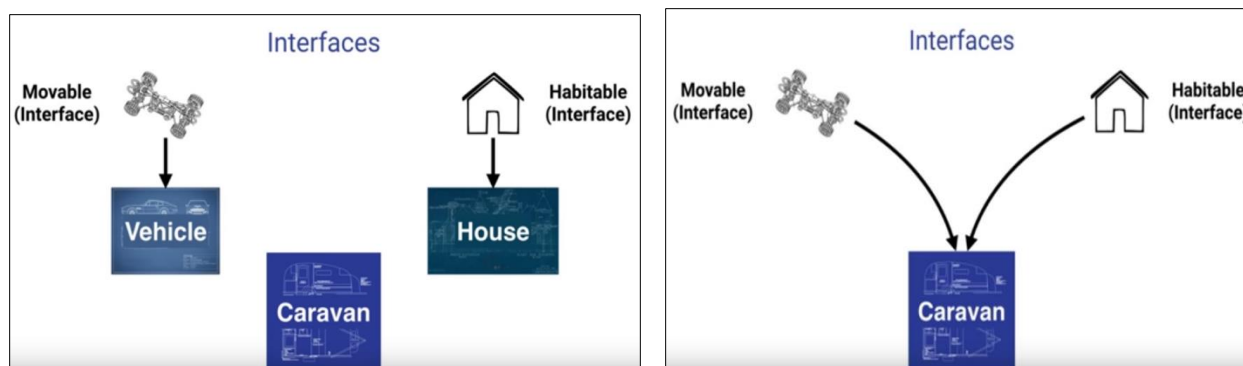 Interfaces
Movable
(Interface)
Habitable
(Interface)
Vehicle
House
Caravan
Interfaces
Movable
(Interface)
Habitable
(Interface)
Caravan